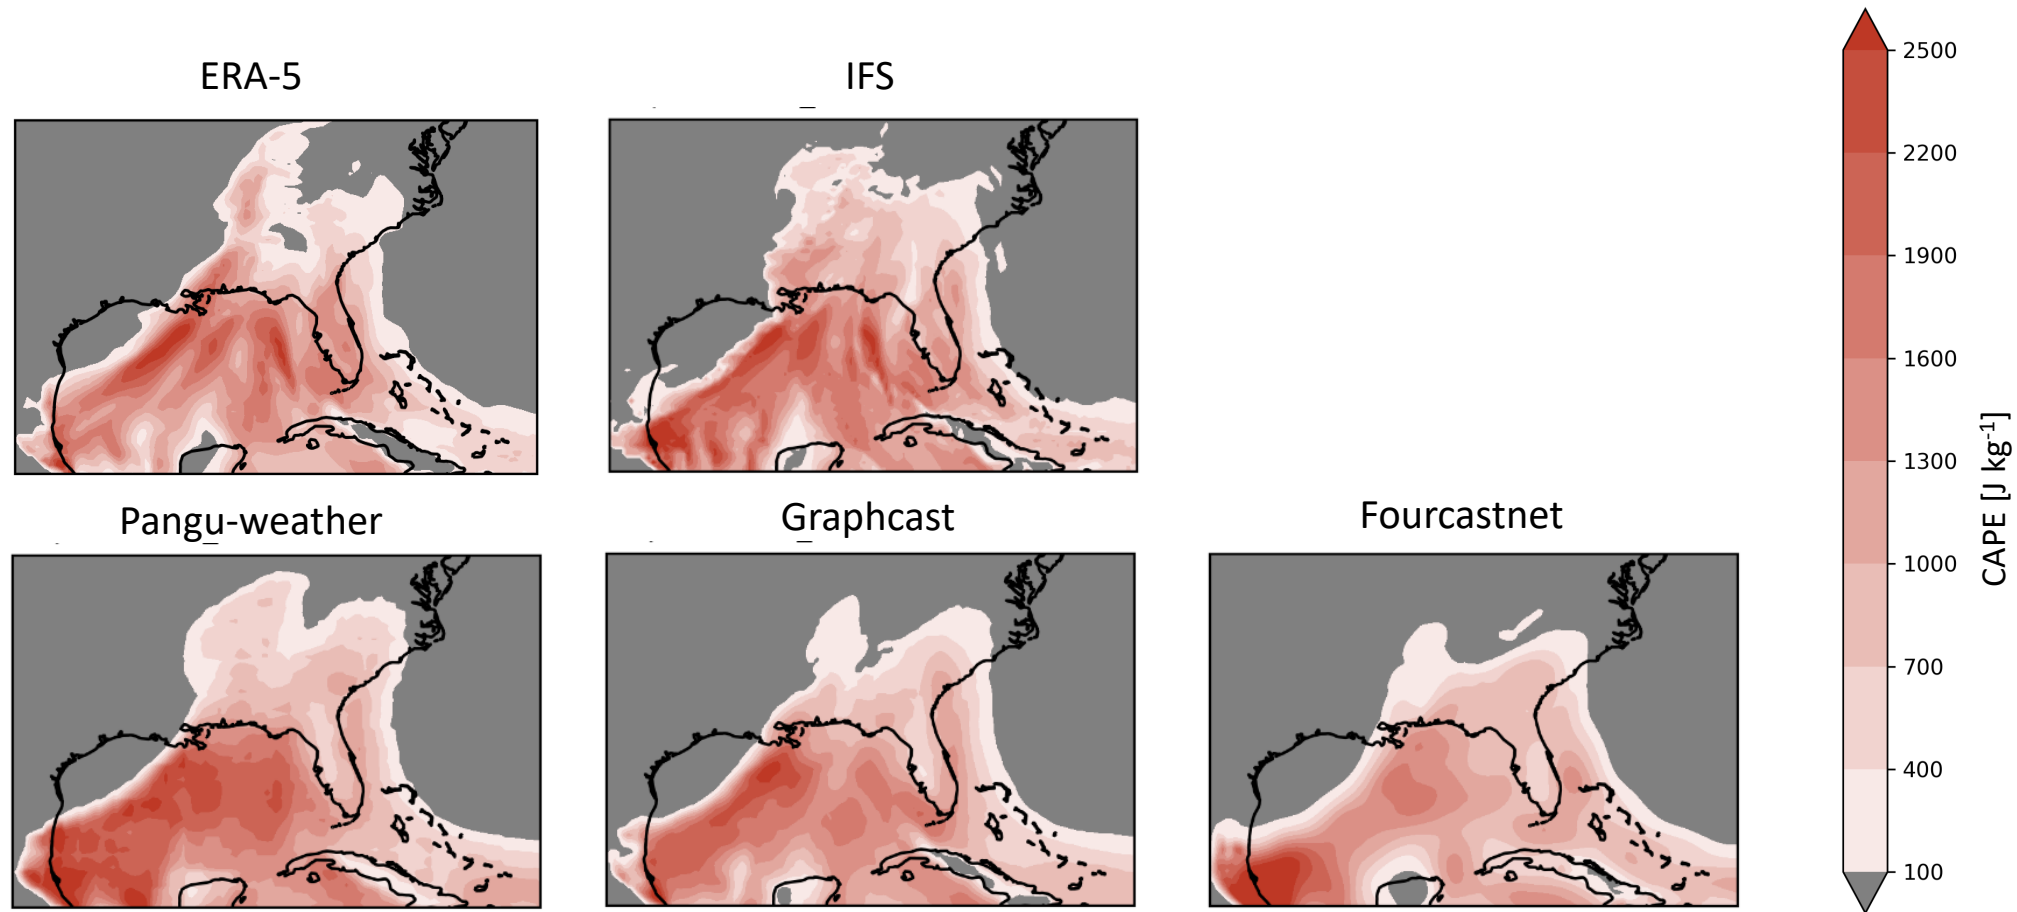 ERA-5
IFS
Pangu-weather
Graphcast
Fourcastnet
2500
2200
1900
1600
1300
1000
700
400
100
CAPE [J kg⁻¹]